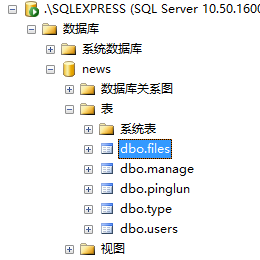 .\SQLEXPRESS (SQL Server 10.50.1600
数据库
系统数据库
news
数据库关系图
表
系统表
dbo.files
dbo.manage
dbo.pinglun
dbo.type
dbo.users
视图